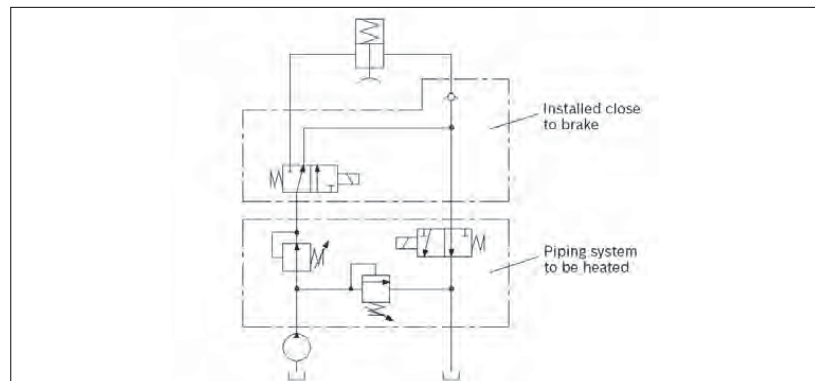 Installed close
to brake
Piping system
to be heated